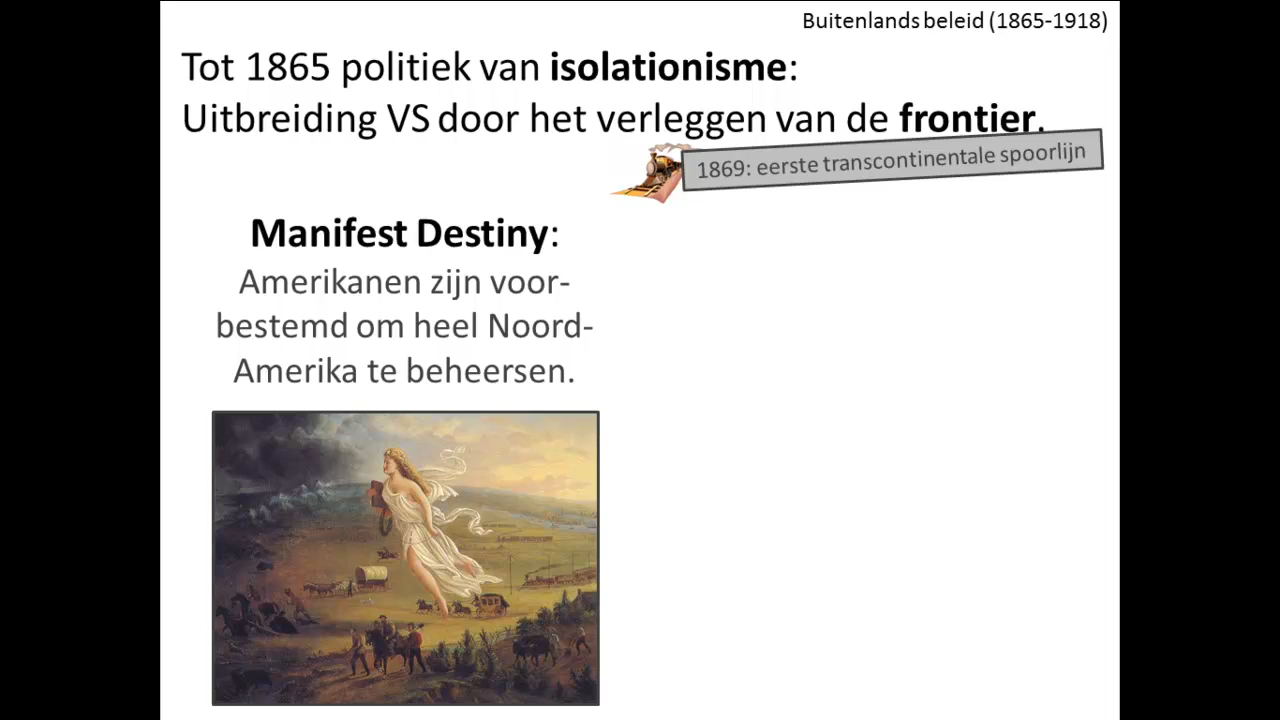 Buitenlands beleid (1865-1918)
Tot 1865 politiek van isolationisme:
Uitbreiding VS door het verleggen van de frontier.
1869: eerste transcontinentale spoorlijn
Manifest Destiny:
Amerikanen zijn voor-
bestemd om heel Noord-
Amerika te beheersen.